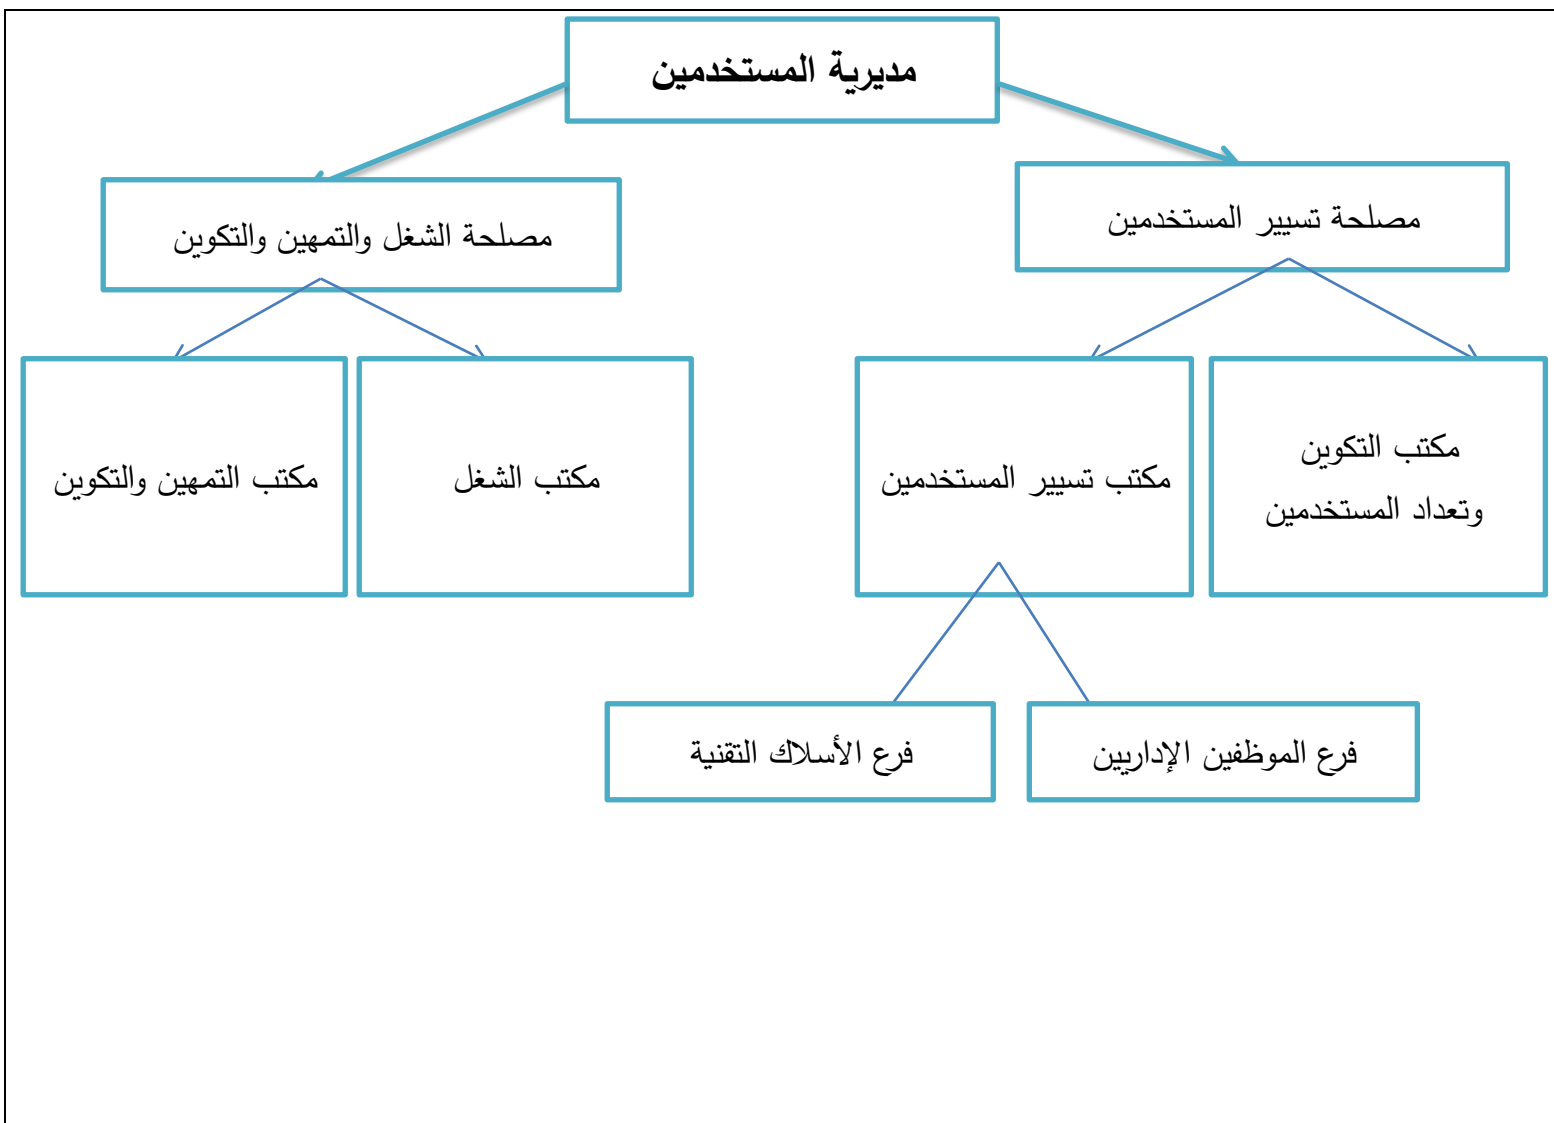 مديرية المستخدمين
مصلحة تسيير المستخدمين
مصلحة الشغل والتمهين والتكوين
مكتب التكوين
وتعداد المستخدمين
مكتب تسيير المستخدمين
مكتب الشغل
مكتب التمهين والتكوين
فرع الموظفين الإداريين
فرع الأسلاك التقنية